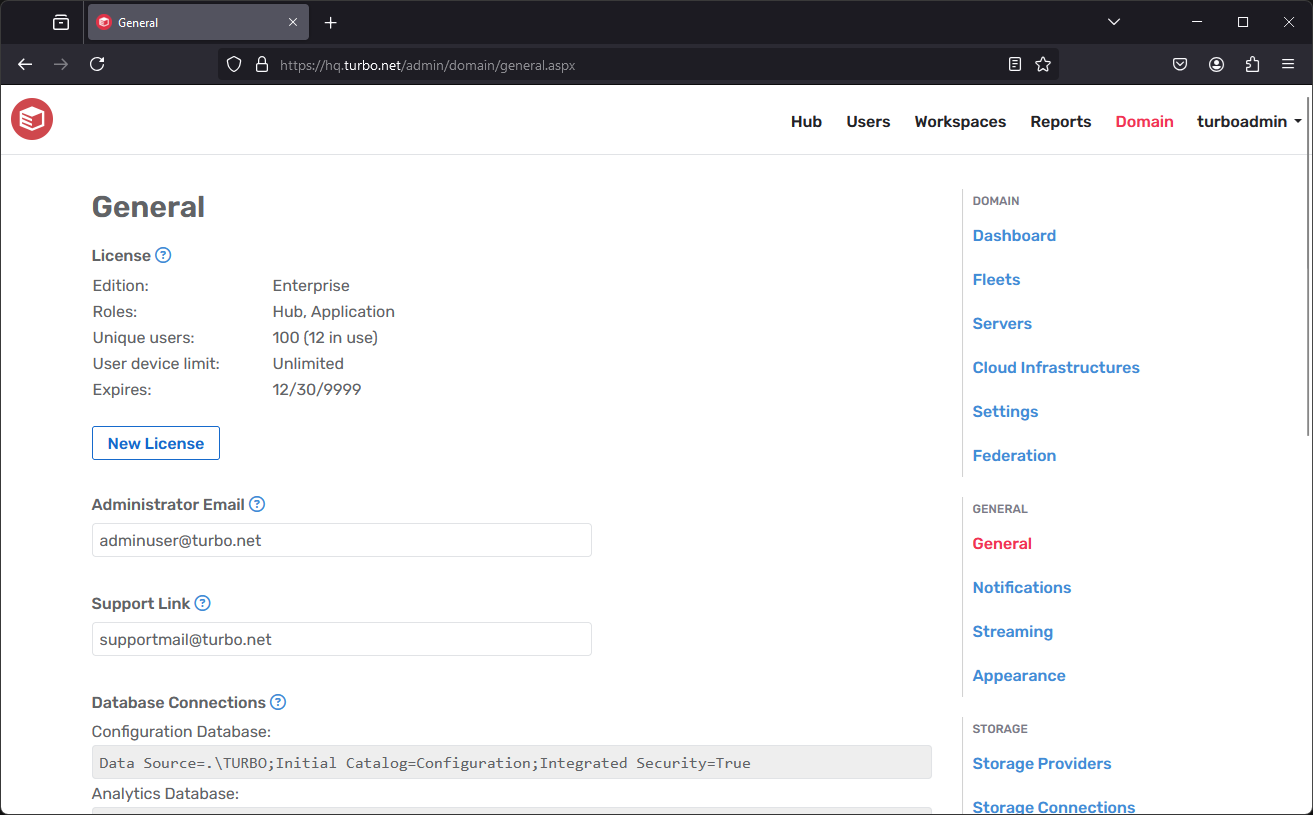 General
https://hq.turbo.net/admin/domain/general.aspx
Hub Users Workspaces Reports Domain turboadmin
General
License ?
Edition: Enterprise
Roles: Hub, Application
Unique users: 100 (12 in use)
User device limit: Unlimited
Expires: 12/30/9999
New License
Administrator Email ?
adminuser@turbo.net
Support Link ?
supportmail@turbo.net
Database Connections ?
Configuration Database:
Data Source=.\TURBO;Initial Catalog=Configuration;Integrated Security=True
Analytics Database:
DOMAIN
Dashboard
Fleets
Servers
Cloud Infrastructures
Settings
Federation
GENERAL
General
Notifications
Streaming
Appearance
STORAGE
Storage Providers
Storage Connections